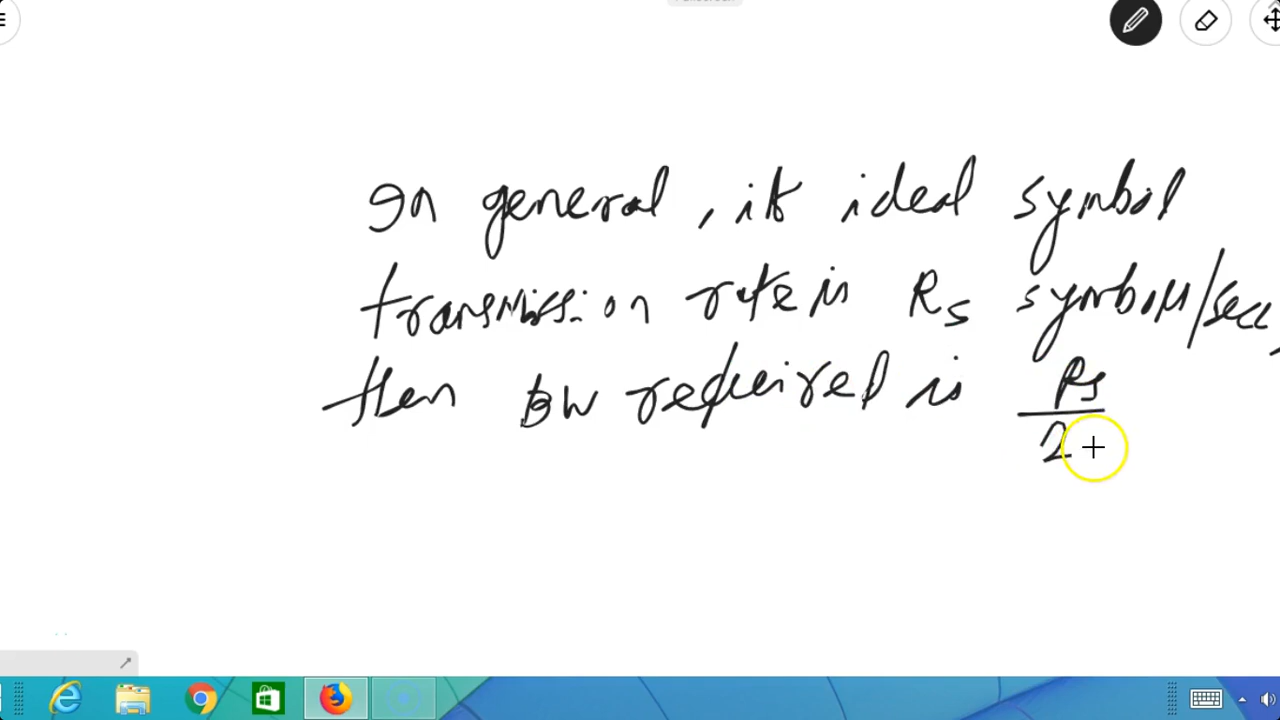 In general, if ideal symbol
transmission rate is Rs symbols/sec,
then BW required is Rs
2